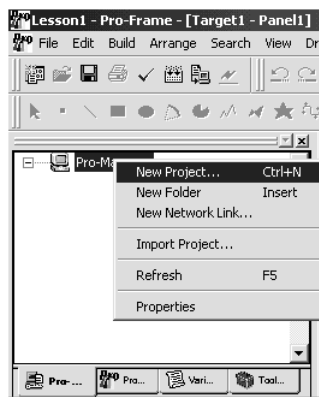 Lesson1 - Pro-Frame - [Target1 - Panel1]
File Edit Build Arrange Search View Dr
Pro-Ma
New Project... Ctrl+N
New Folder Insert
New Network Link...
Import Project...
Refresh F5
Properties
Pro-... Pro... Vari... Tool...